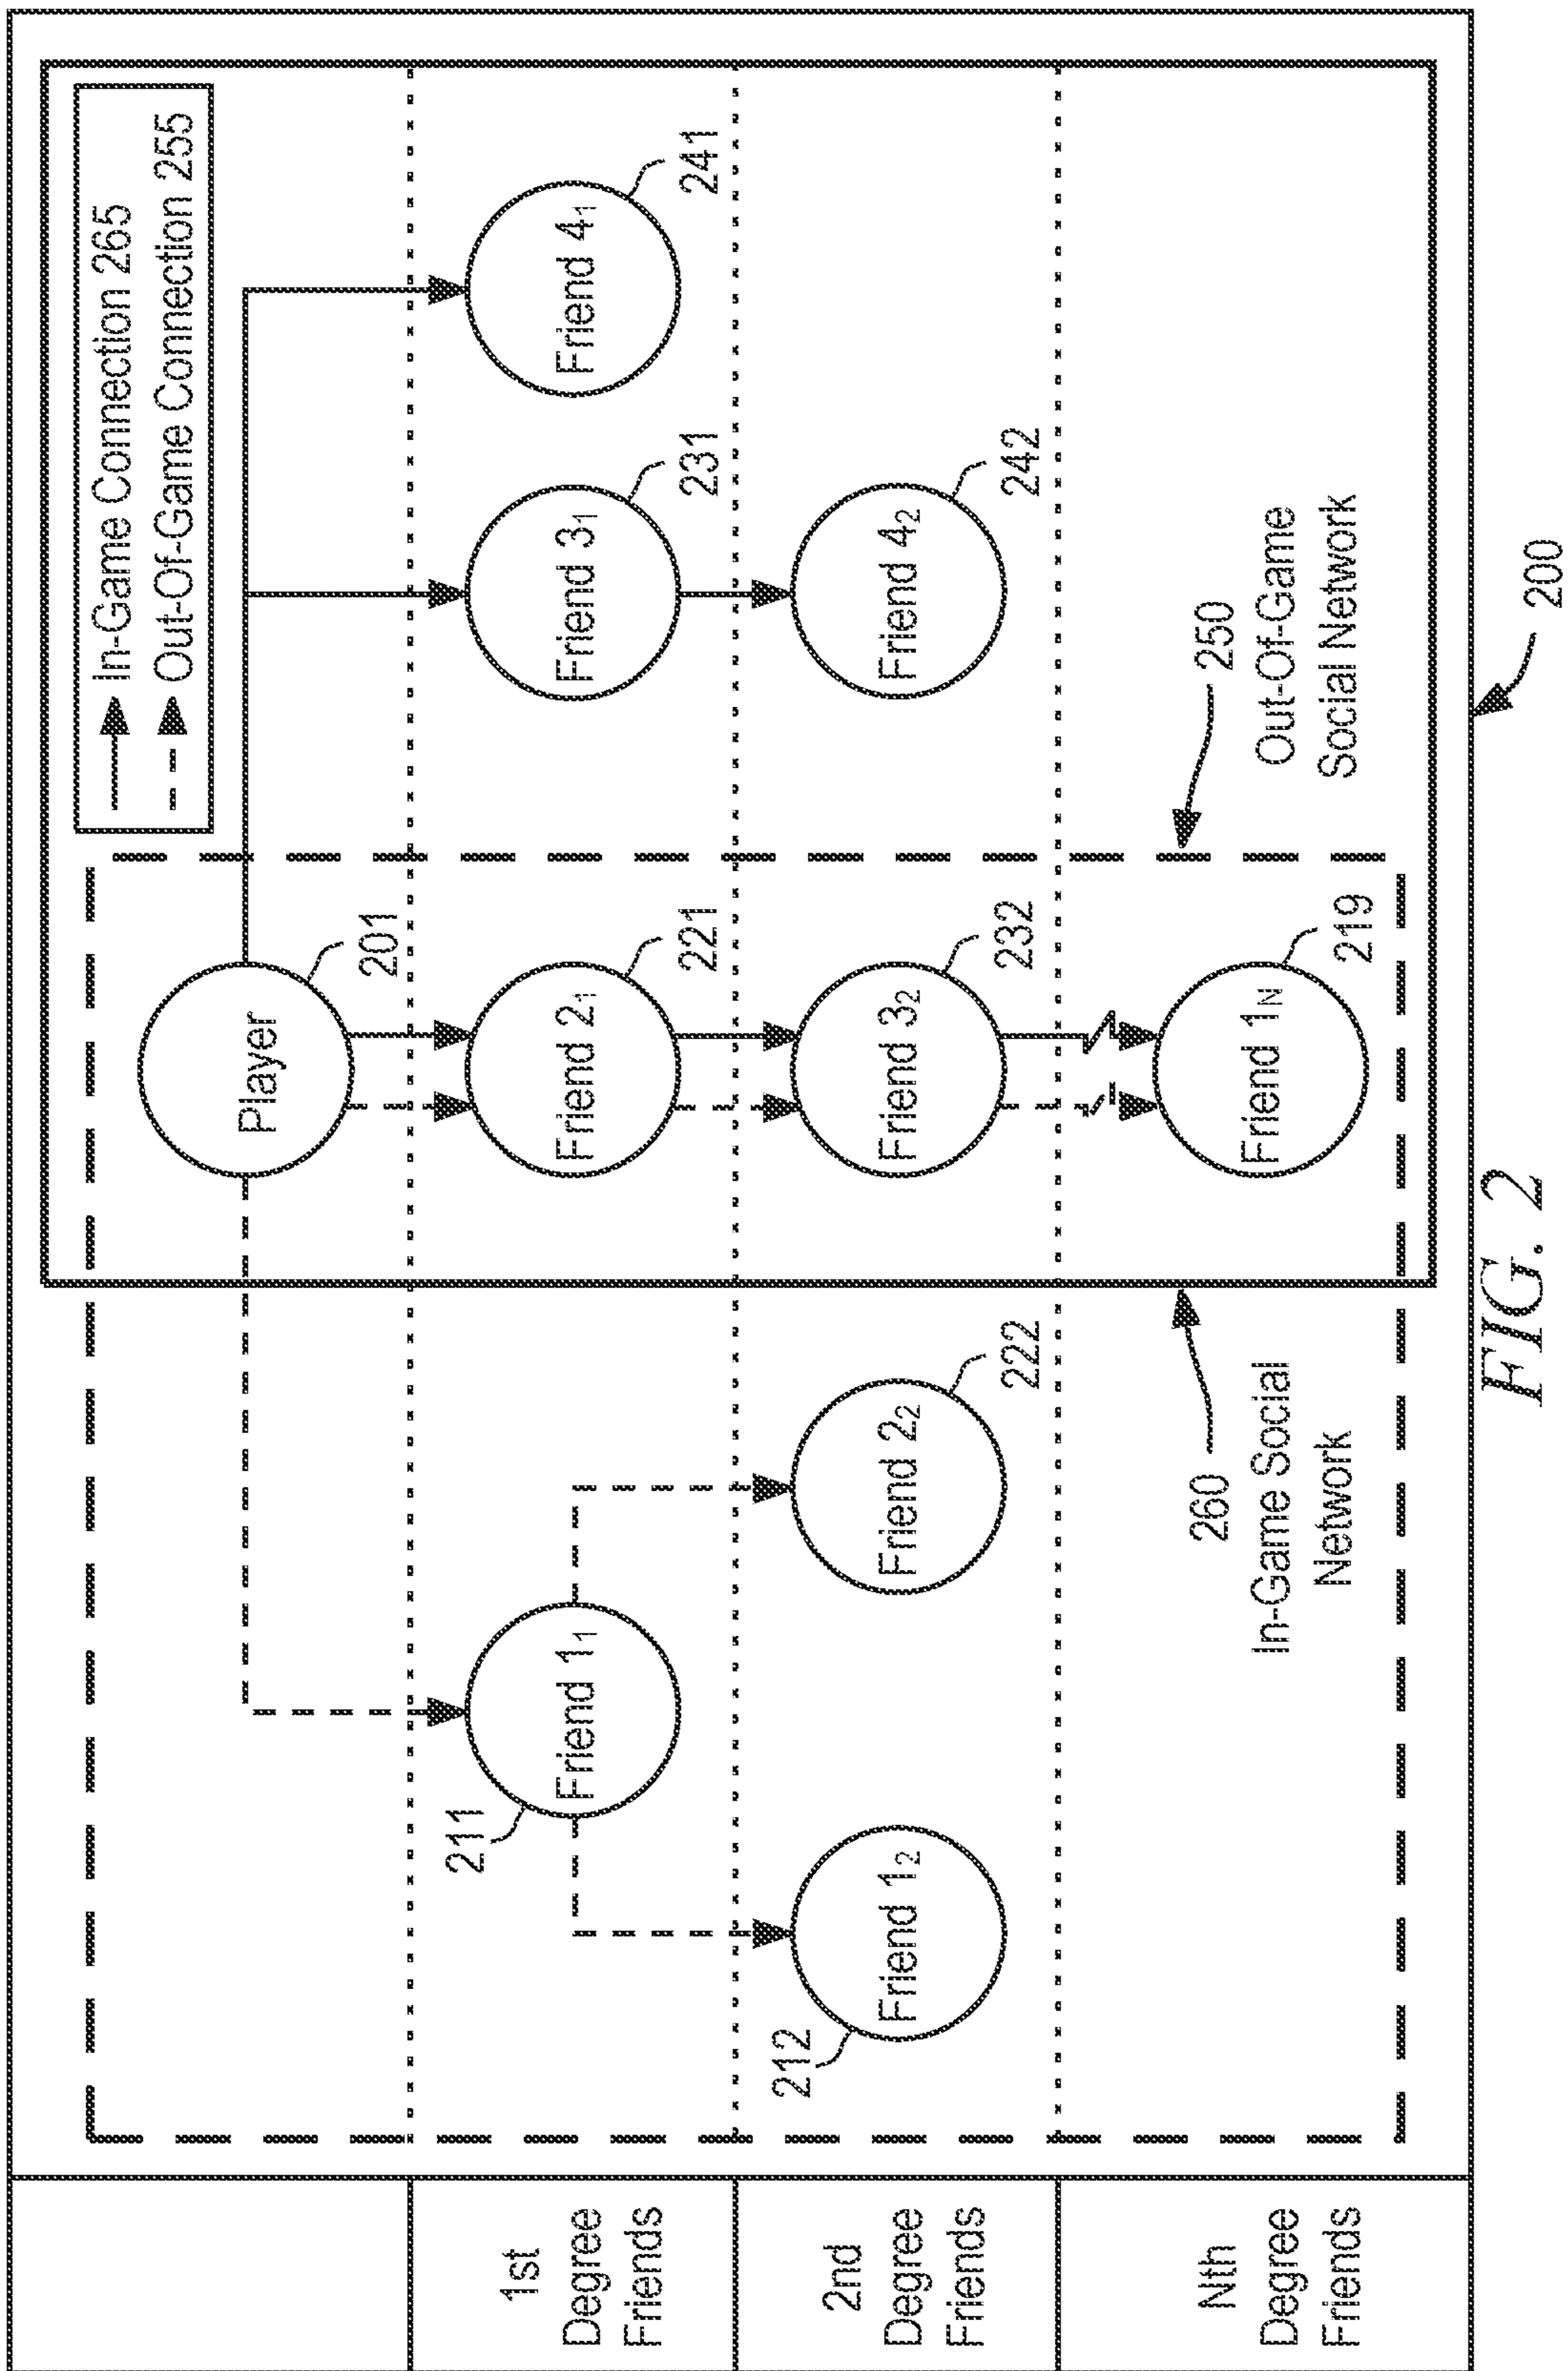 In-Game Connection 265
Out-Of-Game Connection 255
Player
201
1st
Degree
Friends
211
Friend 1₁
Friend 2₁
221
Friend 3₁
231
Friend 4₁
241
2nd
Degree
Friends
212
Friend 1₂
Friend 2₂
222
Friend 3₂
232
Friend 4₂
242
Nth
Degree
Friends
260
In-Game Social
Network
Friend 1N
219
250
Out-Of-Game
Social Network
200
FIG. 2